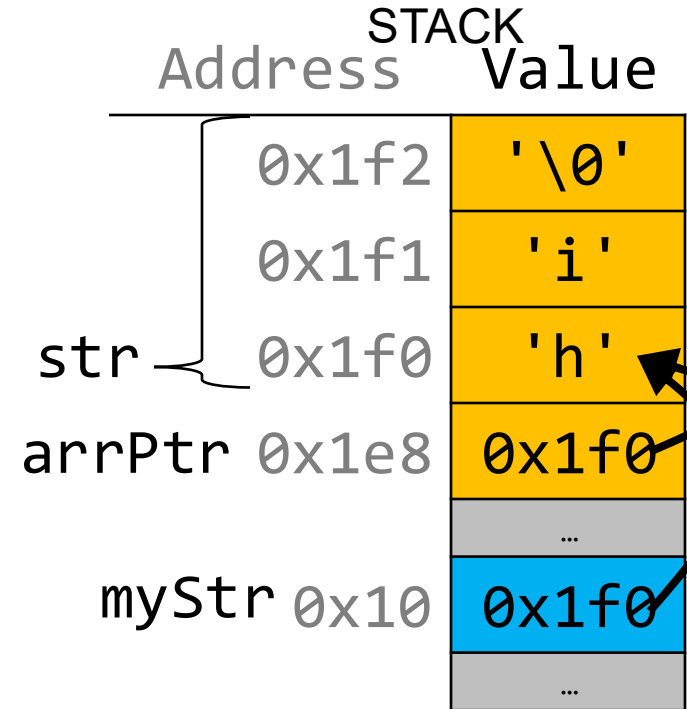 STACK
Address Value
0x1f2 '\0'
0x1f1 'i'
str 0x1f0 'h'
arrPtr 0x1e8 0x1f0
…
myStr 0x10 0x1f0
…